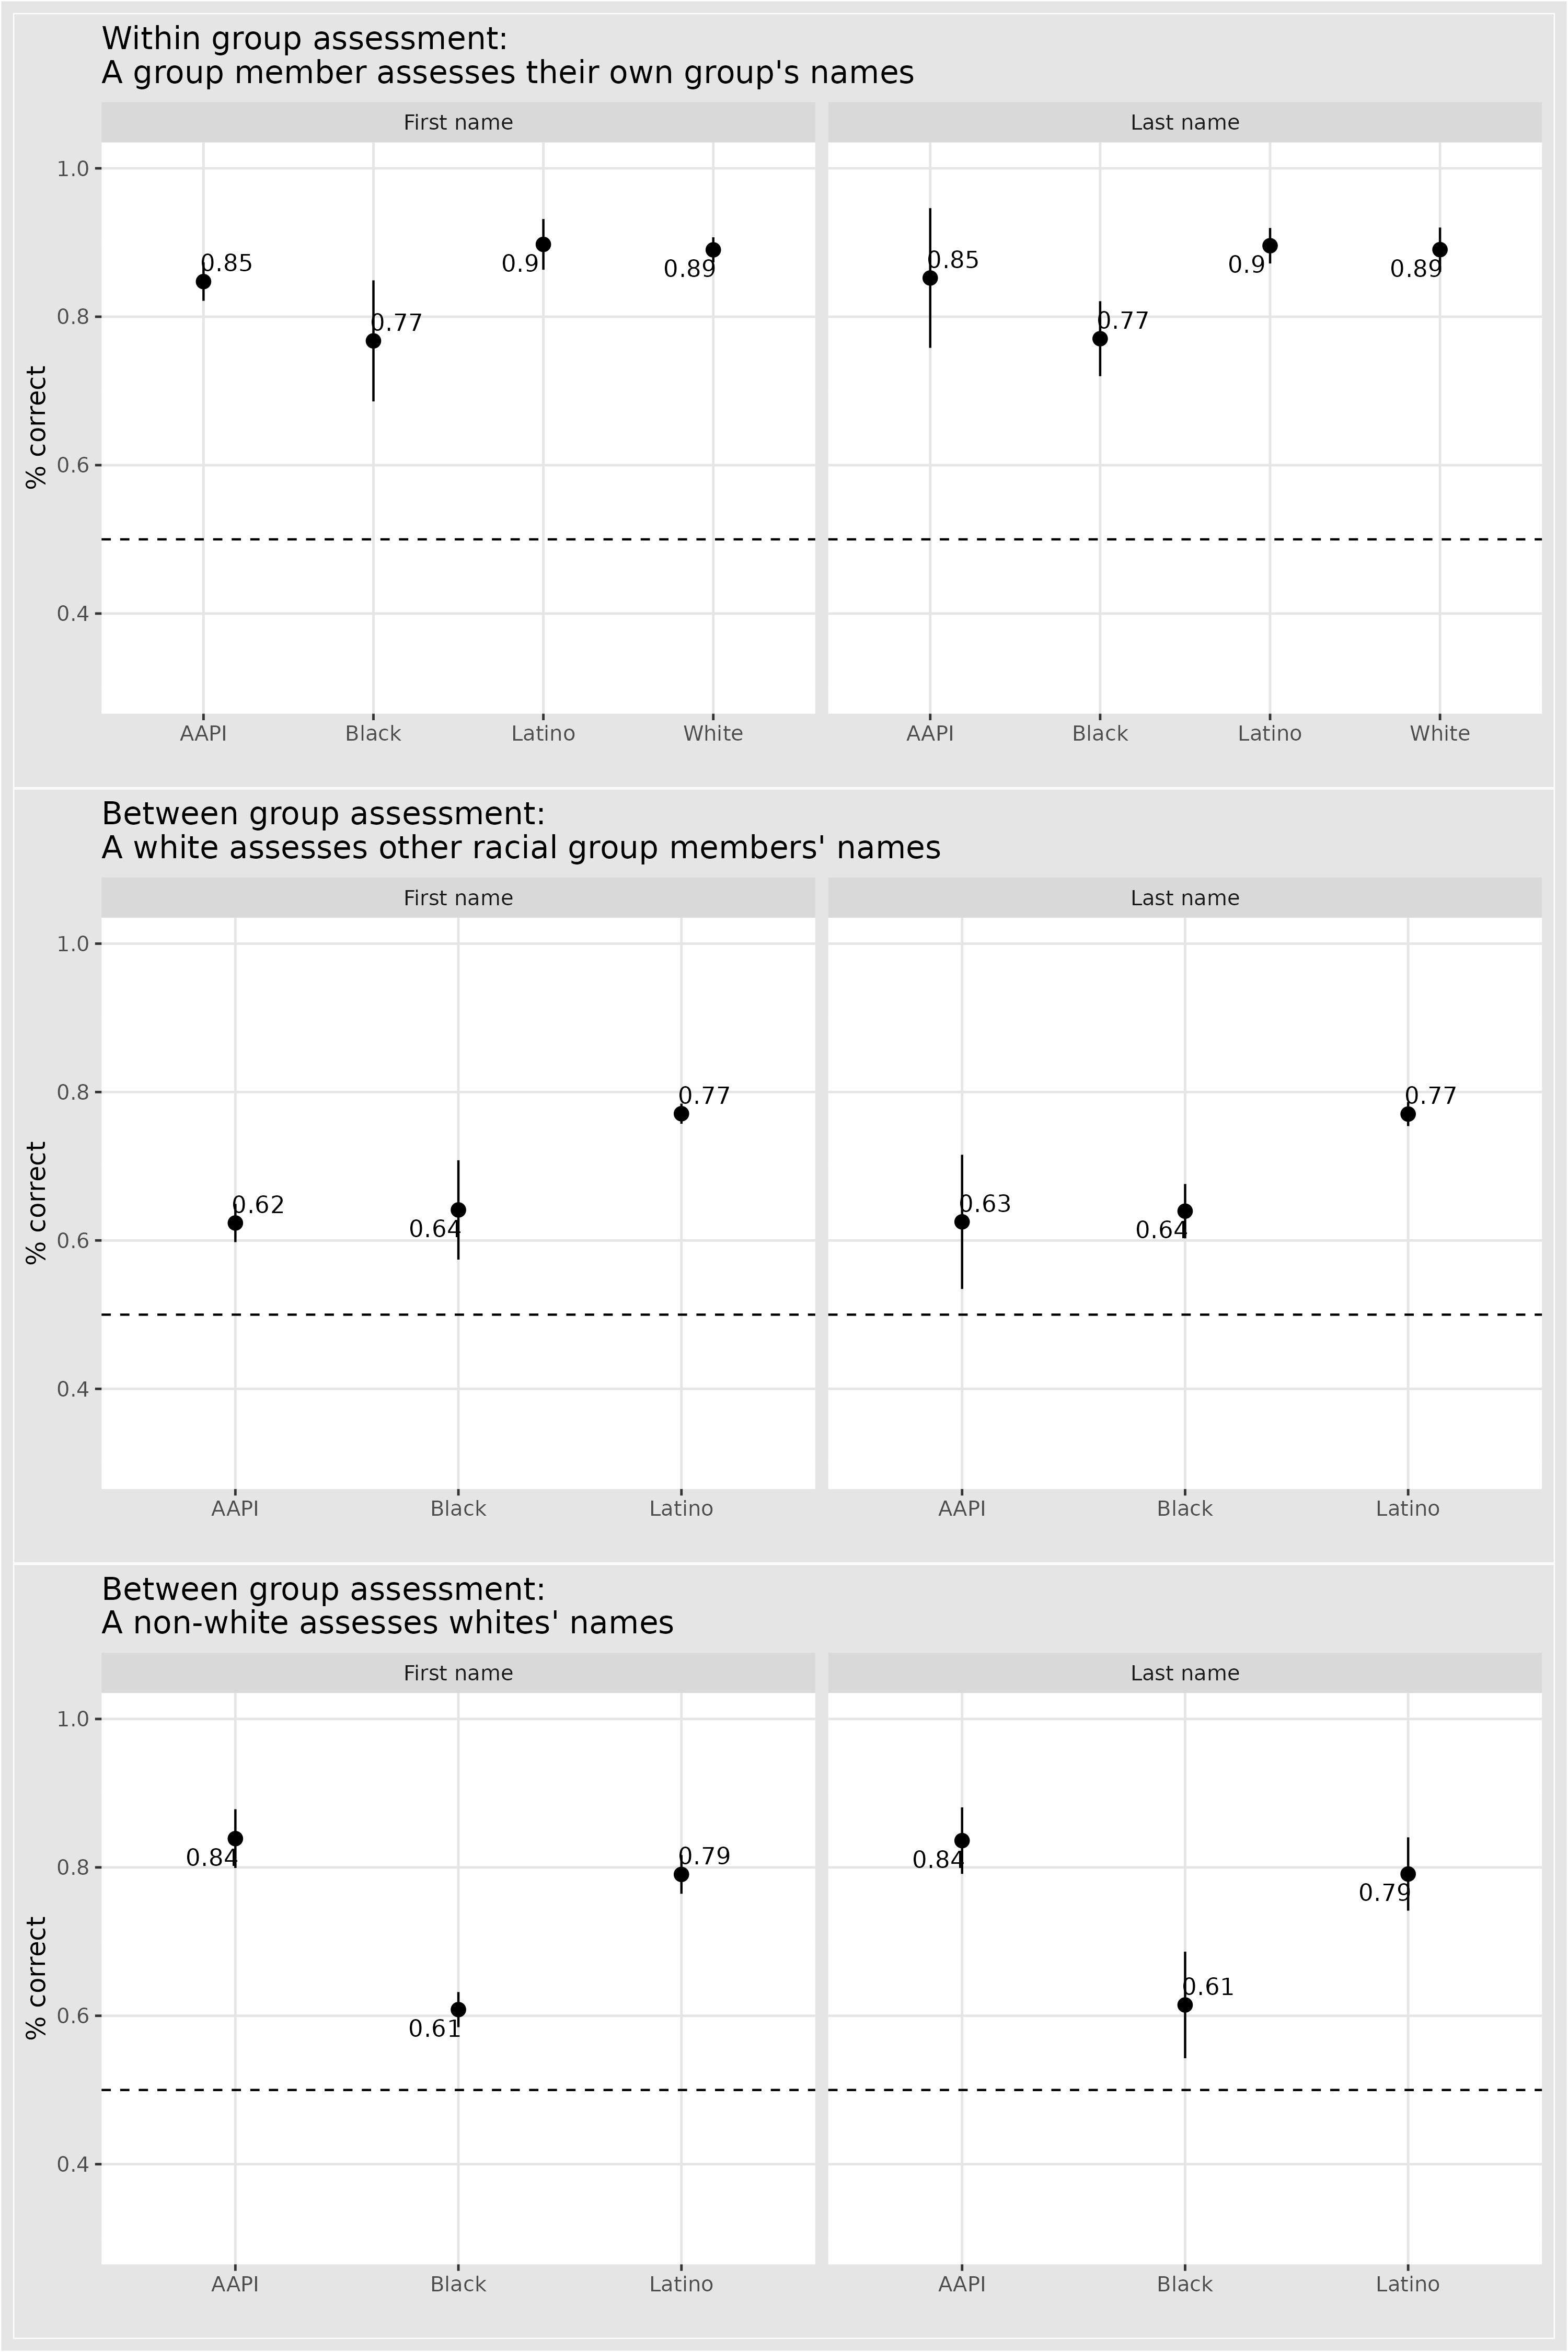 Within group assessment:
A group member assesses their own group's names
First name
Last name
% correct
1.0
0.8
0.6
0.4
0.85
0.77
0.9
0.89
0.85
0.77
0.9
0.89
AAPI
Black
Latino
White
AAPI
Black
Latino
White
Between group assessment:
A white assesses other racial group members' names
First name
Last name
% correct
1.0
0.8
0.6
0.4
0.62
0.64
0.77
0.63
0.64
0.77
AAPI
Black
Latino
AAPI
Black
Latino
Between group assessment:
A non-white assesses whites' names
First name
Last name
% correct
1.0
0.8
0.6
0.4
0.84
0.61
0.79
0.84
0.61
0.79
AAPI
Black
Latino
AAPI
Black
Latino